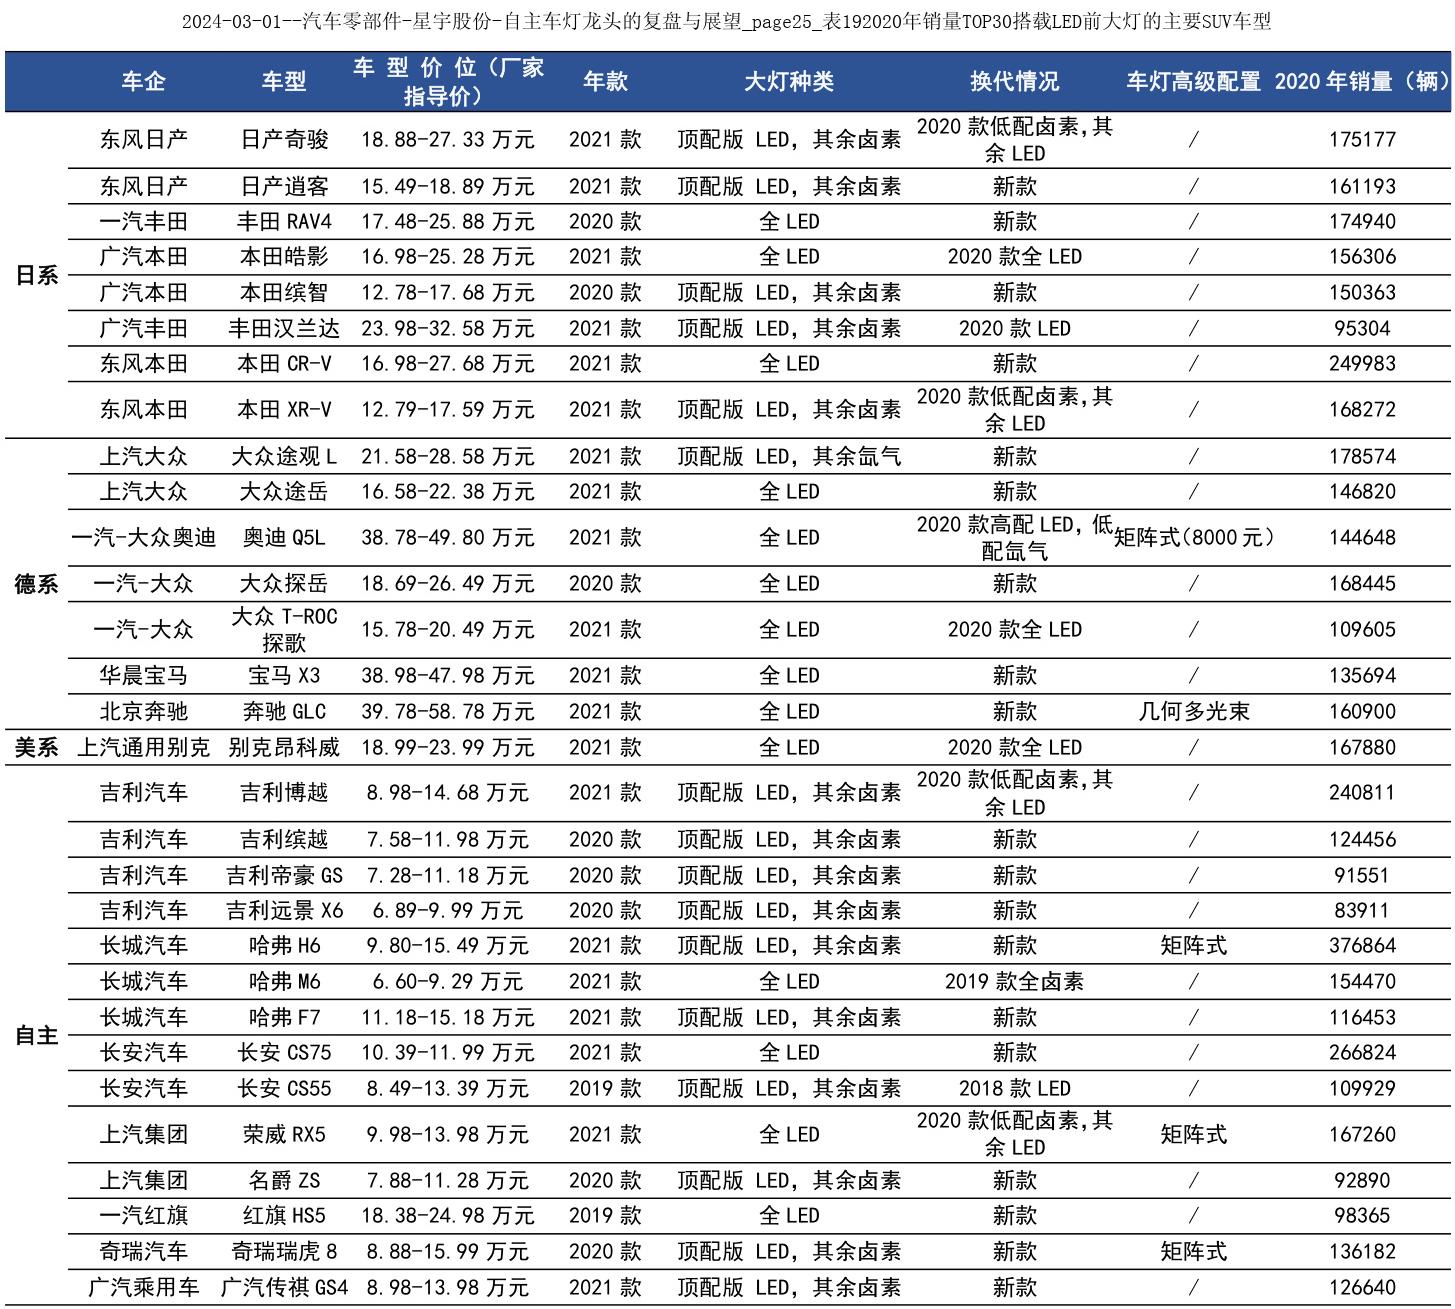 2024-03-01--汽车零部件-星宇股份-自主车灯龙头的复盘与展望_page25_表192020年销量TOP30搭载LED前大灯的主要SUV车型
车企 车型 车型价位（厂家指导价） 年款 大灯种类 换代情况 车灯高级配置 2020年销量（辆）
日系
东风日产 日产奇骏 18.88-27.33万元 2021款 顶配版 LED，其余卤素 2020款低配卤素，其余LED / 175177
东风日产 日产逍客 15.49-18.89万元 2021款 顶配版 LED，其余卤素 新款 / 161193
一汽丰田 丰田RAV4 17.48-25.88万元 2020款 全LED 新款 / 174940
广汽本田 本田皓影 16.98-25.28万元 2021款 全LED 2020款全LED / 156306
广汽本田 本田缤智 12.78-17.68万元 2020款 顶配版 LED，其余卤素 新款 / 150363
广汽丰田 丰田汉兰达 23.98-32.58万元 2021款 顶配版 LED，其余卤素 2020款LED / 95304
东风本田 本田CR-V 16.98-27.68万元 2021款 全LED 新款 / 249983
东风本田 本田XR-V 12.79-17.59万元 2021款 顶配版 LED，其余卤素 2020款低配卤素，其余LED / 168272
德系
上汽大众 大众途观L 21.58-28.58万元 2021款 顶配版 LED，其余氙气 新款 / 178574
上汽大众 大众途岳 16.58-22.38万元 2021款 全LED 新款 / 146820
一汽-大众奥迪 奥迪Q5L 38.78-49.80万元 2021款 全LED 2020款高配LED，低配氙气 矩阵式（8000元） 144648
一汽-大众 大众探岳 18.69-26.49万元 2020款 全LED 新款 / 168445
一汽-大众 大众T-ROC探歌 15.78-20.49万元 2021款 全LED 2020款全LED / 109605
华晨宝马 宝马X3 38.98-47.98万元 2021款 全LED 新款 / 135694
北京奔驰 奔驰GLC 39.78-58.78万元 2021款 全LED 新款 几何多光束 160900
美系 上汽通用别克 别克昂科威 18.99-23.99万元 2021款 全LED 2020款全LED / 167880
自主
吉利汽车 吉利博越 8.98-14.68万元 2021款 顶配版 LED，其余卤素 2020款低配卤素，其余LED / 240811
吉利汽车 吉利缤越 7.58-11.98万元 2020款 顶配版 LED，其余卤素 新款 / 124456
吉利汽车 吉利帝豪GS 7.28-11.18万元 2020款 顶配版 LED，其余卤素 新款 / 91551
吉利汽车 吉利远景X6 6.89-9.99万元 2020款 顶配版 LED，其余卤素 新款 / 83911
长城汽车 哈弗H6 9.80-15.49万元 2021款 顶配版 LED，其余卤素 新款 矩阵式 376864
长城汽车 哈弗M6 6.60-9.29万元 2021款 全LED 2019款全卤素 / 154470
长城汽车 哈弗F7 11.18-15.18万元 2021款 顶配版 LED，其余卤素 新款 / 116453
长安汽车 长安CS75 10.39-11.99万元 2021款 全LED 新款 / 266824
长安汽车 长安CS55 8.49-13.39万元 2019款 顶配版 LED，其余卤素 2018款LED / 109929
上汽集团 荣威RX5 9.98-13.98万元 2021款 全LED 2020款低配卤素，其余LED 矩阵式 167260
上汽集团 名爵ZS 7.88-11.28万元 2020款 顶配版 LED，其余卤素 新款 / 92890
一汽红旗 红旗HS5 18.38-24.98万元 2019款 全LED 新款 / 98365
奇瑞汽车 奇瑞瑞虎8 8.88-15.99万元 2020款 顶配版 LED，其余卤素 新款 矩阵式 136182
广汽乘用车 广汽传祺GS4 8.98-13.98万元 2021款 顶配版 LED，其余卤素 新款 / 126640